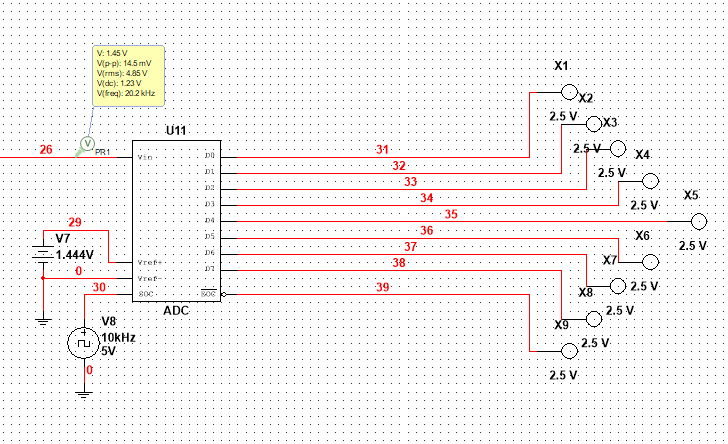 V: 1.45 V
V(p-p): 14.5 mV
V(rms): 4.85 V
V(dc): 1.23 V
V(freq): 20.2 kHz
V
PR1
26
U11
Vin
Vref+
Vref-
SOC
D0
D1
D2
D3
D4
D5
D6
D7
EOC
ADC
29
V7
1.444V
0
30
V8
10kHz
5V
0
31
32
33
34
35
36
37
38
39
X1
2.5 V
X2
X3
2.5 V
X4
2.5 V
2.5 V
X5
2.5 V
X6
2.5 V
X7
2.5 V
X8
2.5 V
X9
2.5 V